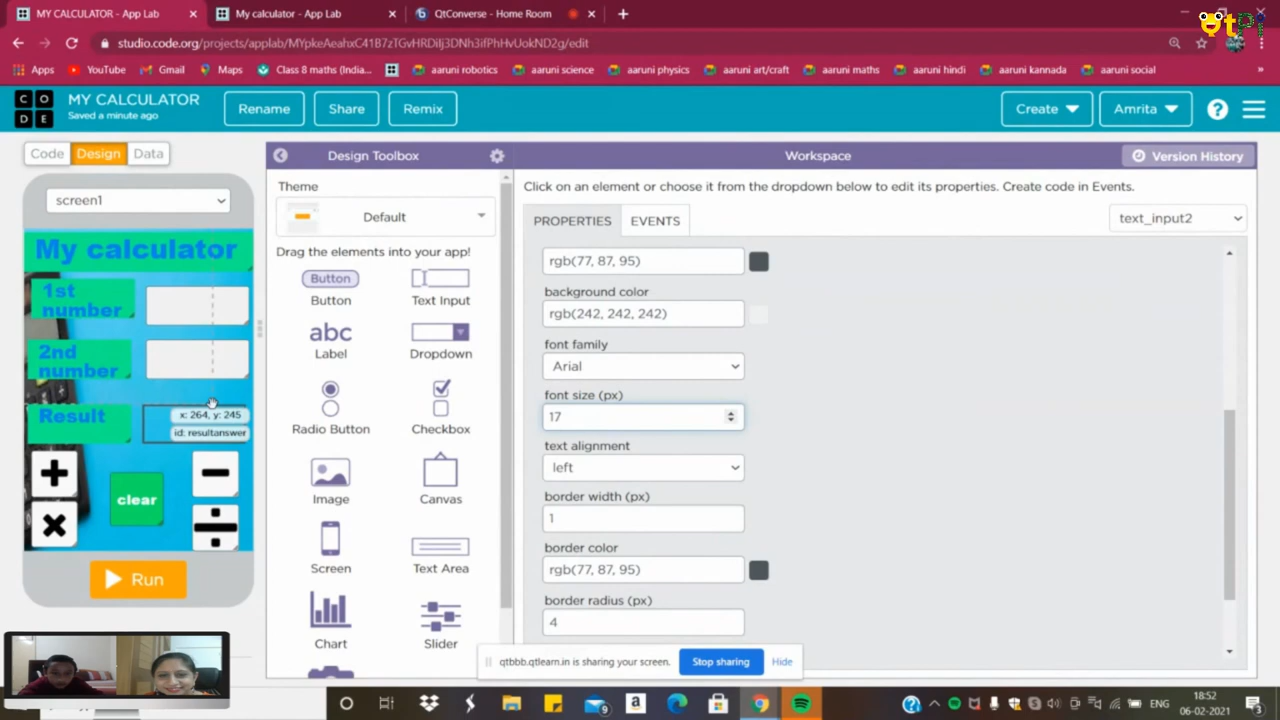 MY CALCULATOR - App Lab
My calculator - App Lab
QtConverse - Home Room
QtPi
studio.code.org/projects/applab/MYpkeAeahxC41B7zTGvHRDiIj3DNh3ifPhHvUokND2g/edit
Apps
YouTube
Gmail
Maps
Class 8 maths (India...
aaruni robotics
aaruni science
aaruni physics
aaruni art/craft
aaruni maths
aaruni hindi
aaruni kannada
aaruni social
»
C O
D E
MY CALCULATOR
Saved a minute ago
Rename
Share
Remix
Create
Amrita
?
Code
Design
Data
Design Toolbox
Workspace
Version History
screen1
My calculator
1st
number
2nd
number
Result
x: 264, y: 245
id: resultanswer
clear
Run
Theme
Default
Drag the elements into your app!
Button
Button
Text Input
abc
Label
Dropdown
Radio Button
Checkbox
Image
Canvas
Screen
Text Area
Chart
Slider
Click on an element or choose it from the dropdown below to edit its properties. Create code in Events.
PROPERTIES
EVENTS
text_input2
rgb(77, 87, 95)
background color
rgb(242, 242, 242)
font family
Arial
font size (px)
17
text alignment
left
border width (px)
1
border color
rgb(77, 87, 95)
border radius (px)
4
qtbbb.qtlearn.in is sharing your screen.
Stop sharing
Hide
9
ENG
18:52
06-02-2021
3